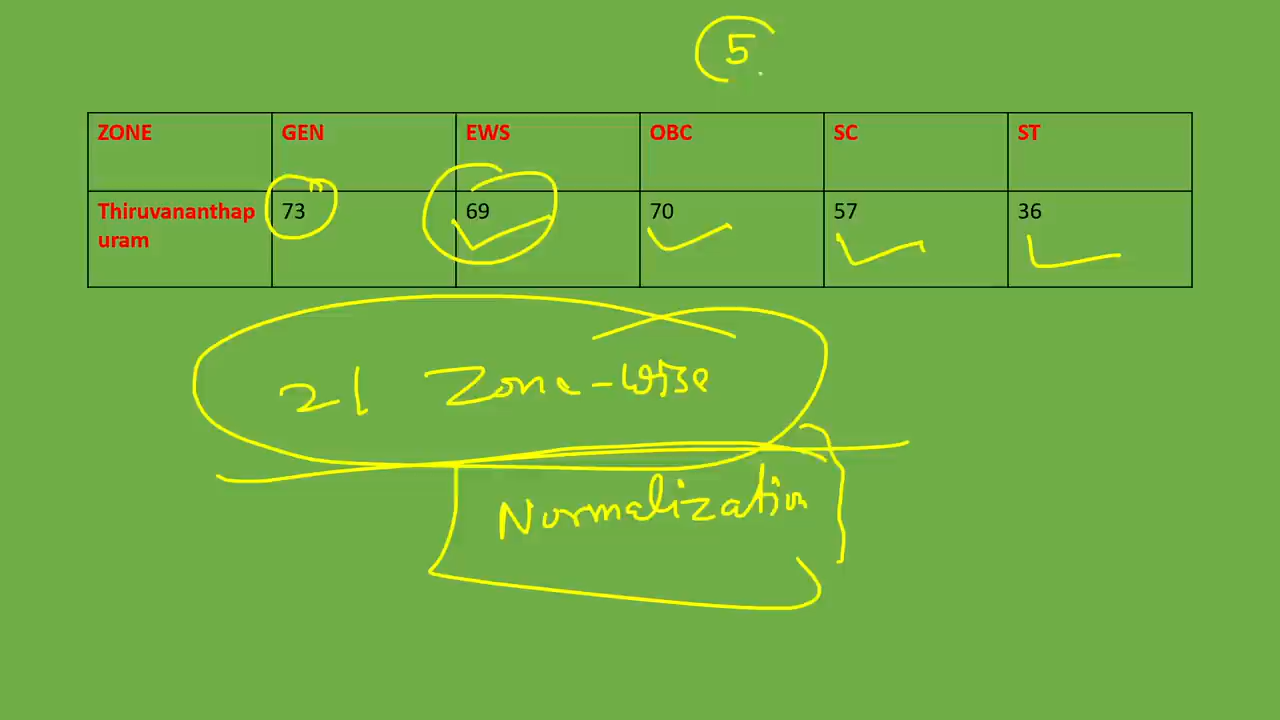 5
ZONE GEN EWS OBC SC ST
Thiruvananthap 73 69 70 57 36
uram
21 Zone-wise
Normalization